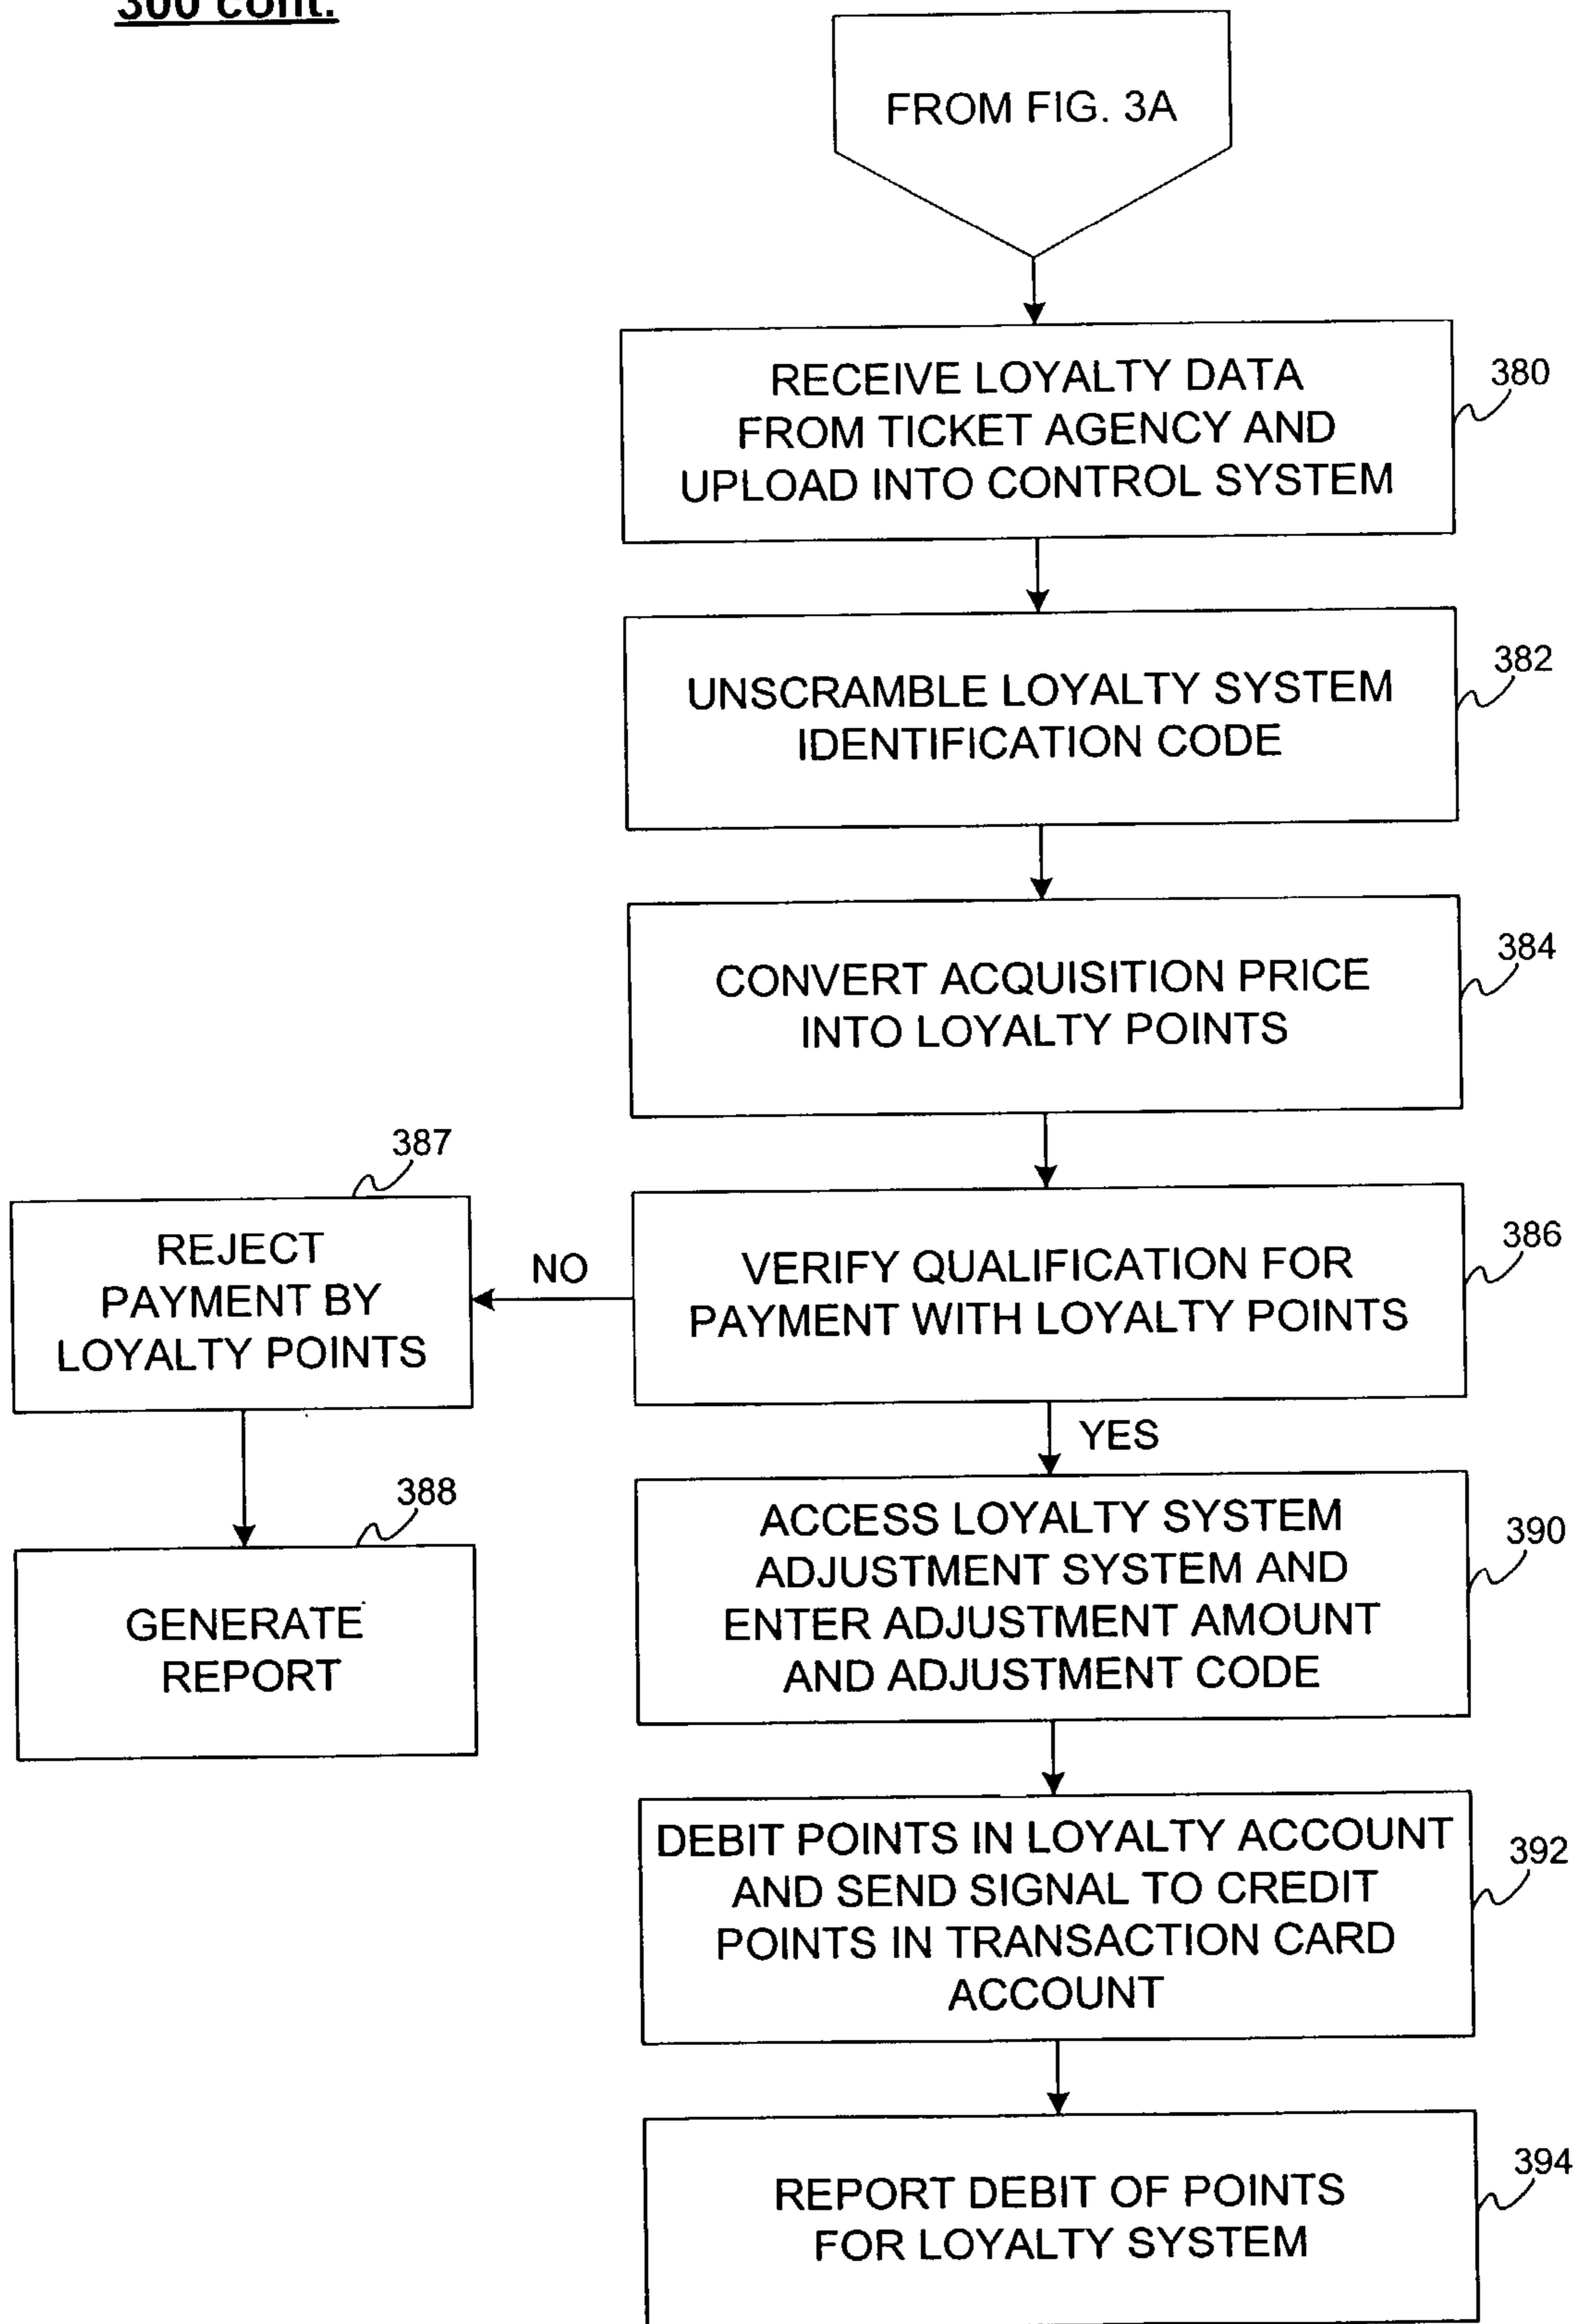 300 cont.
FROM FIG. 3A
RECEIVE LOYALTY DATA
FROM TICKET AGENCY AND
UPLOAD INTO CONTROL SYSTEM
380
UNSCRAMBLE LOYALTY SYSTEM
IDENTIFICATION CODE
382
CONVERT ACQUISITION PRICE
INTO LOYALTY POINTS
384
VERIFY QUALIFICATION FOR
PAYMENT WITH LOYALTY POINTS
386
NO
387
REJECT
PAYMENT BY
LOYALTY POINTS
388
GENERATE
REPORT
YES
ACCESS LOYALTY SYSTEM
ADJUSTMENT SYSTEM AND
ENTER ADJUSTMENT AMOUNT
AND ADJUSTMENT CODE
390
DEBIT POINTS IN LOYALTY ACCOUNT
AND SEND SIGNAL TO CREDIT
POINTS IN TRANSACTION CARD
ACCOUNT
392
REPORT DEBIT OF POINTS
FOR LOYALTY SYSTEM
394